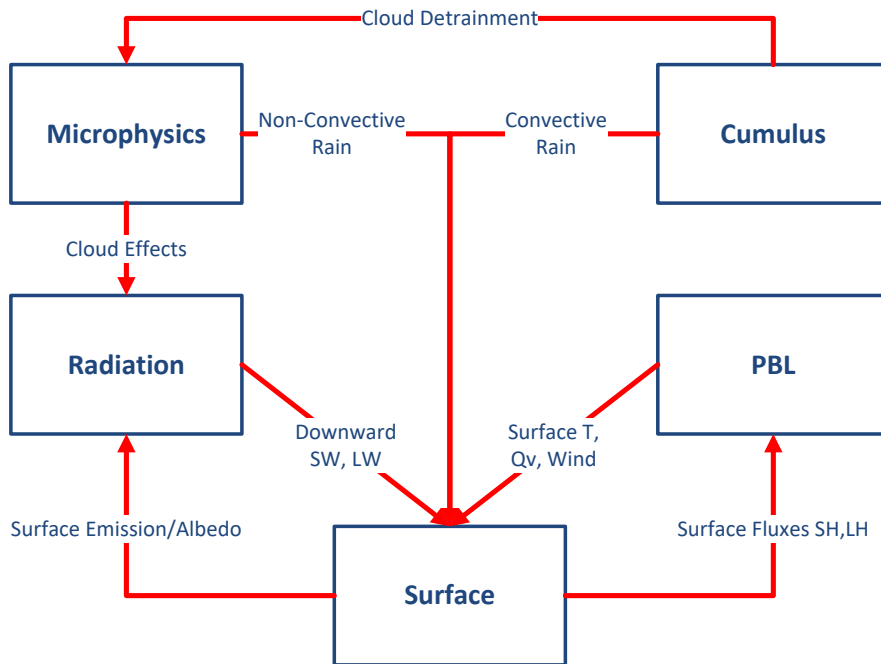 Cloud Detrainment
Microphysics
Non-Convective
Rain
Convective
Rain
Cumulus
Cloud Effects
Radiation
PBL
Downward
SW, LW
Surface T,
Qv, Wind
Surface Emission/Albedo
Surface Fluxes SH,LH
Surface